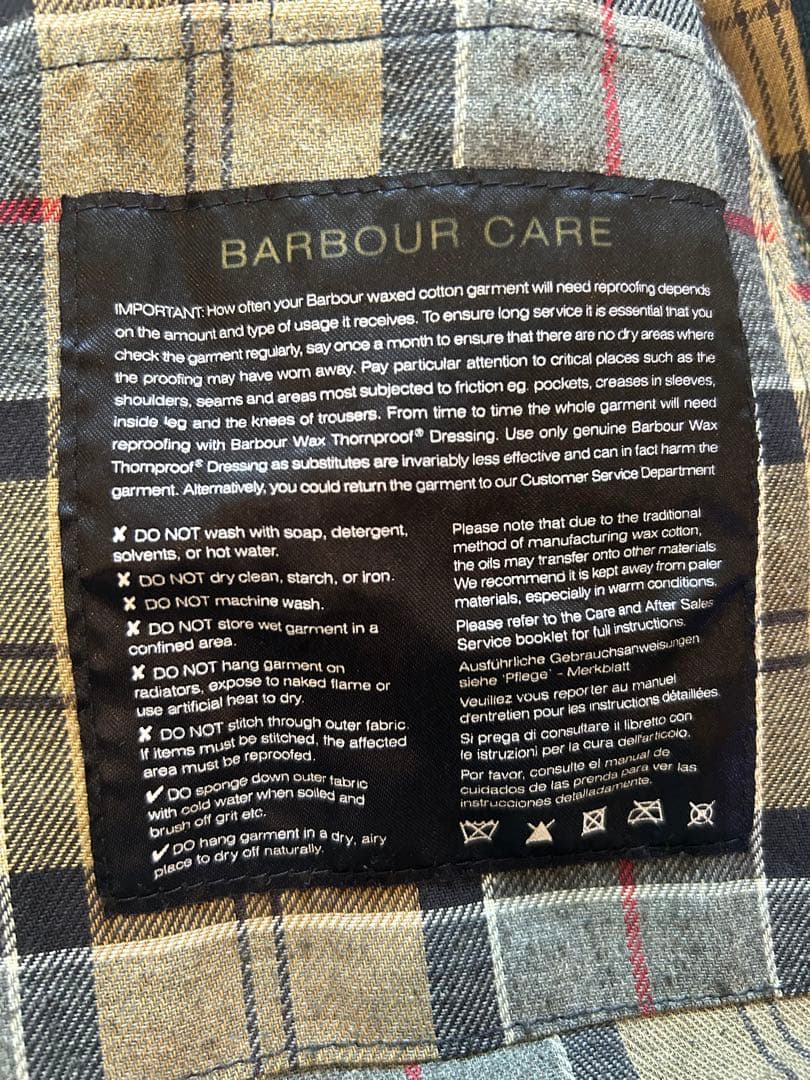 BARBOUR CARE
IMPORTANT: How often your Barbour waxed cotton garment will need reproofing depends
on the amount and type of usage it receives. To ensure long service it is essential that you
check the garment regularly, say once a month to ensure that there are no dry areas where
the proofing may have worn away. Pay particular attention to critical places such as the
shoulders, seams and areas most subjected to friction eg. pockets, creases in sleeves,
inside leg and the knees of trousers. From time to time the whole garment will need
reproofing with Barbour Wax Thornproof® Dressing. Use only genuine Barbour Wax
Thornproof® Dressing as substitutes are invariably less effective and can in fact harm the
garment. Alternatively, you could return the garment to our Customer Service Department
✘ DO NOT wash with soap, detergent,
solvents, or hot water.
✘ DO NOT dry clean, starch, or iron.
✘ DO NOT machine wash.
✘ DO NOT store wet garment in a
confined area.
✘ DO NOT hang garment on
radiators, expose to naked flame or
use artificial heat to dry.
✘ DO NOT stitch through outer fabric.
If items must be stitched, the affected
area must be reproofed.
✔ DO sponge down outer fabric
with cold water when soiled and
brush off grit etc.
✔ DO hang garment in a dry, airy
place to dry off naturally.
Please note that due to the traditional
method of manufacturing wax cotton,
the oils may transfer onto other materials
We recommend it is kept away from paler
materials, especially in warm conditions.
Please refer to the Care and After Sales
Service booklet for full instructions.
Ausführliche Gebrauchsanweisungen
siehe 'Pflege' - Merkblatt
Veuillez vous reporter au manuel
d'entretien pour les instructions détaillées.
Si prega di consultare il libretto con
le istruzioni per la cura dell'articolo.
Por favor, consulte el manual de
cuidados de las prenda para ver las
instrucciones detalladamente.